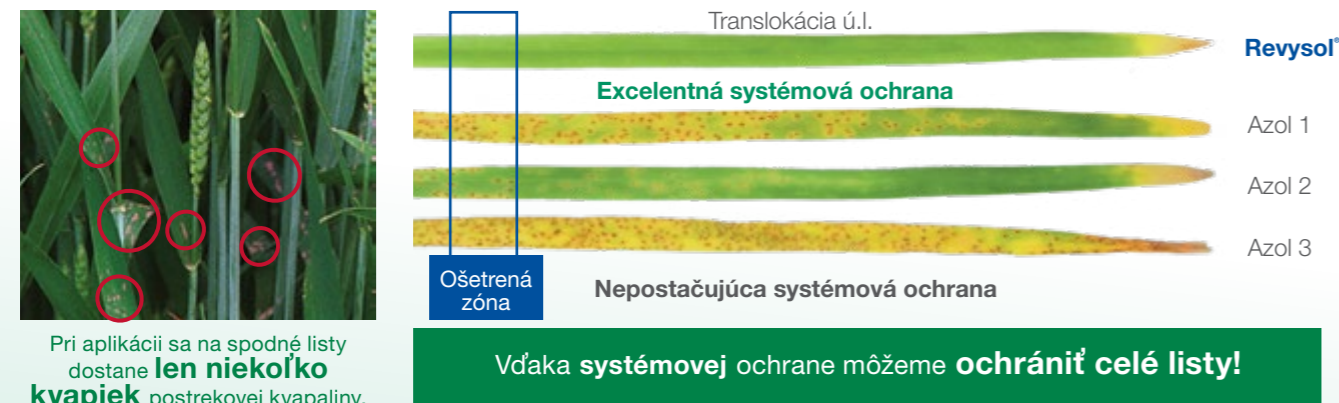 Translokácia ú.l.
Revysol®
Excelentná systémová ochrana
Azol 1
Azol 2
Azol 3
Ošetrená
zóna
Nepostačujúca systémová ochrana
Pri aplikácii sa na spodné listy
dostane len niekoľko
kvapiek postrekovej kvapaliny.
Vďaka systémovej ochrane môžeme ochrániť celé listy!